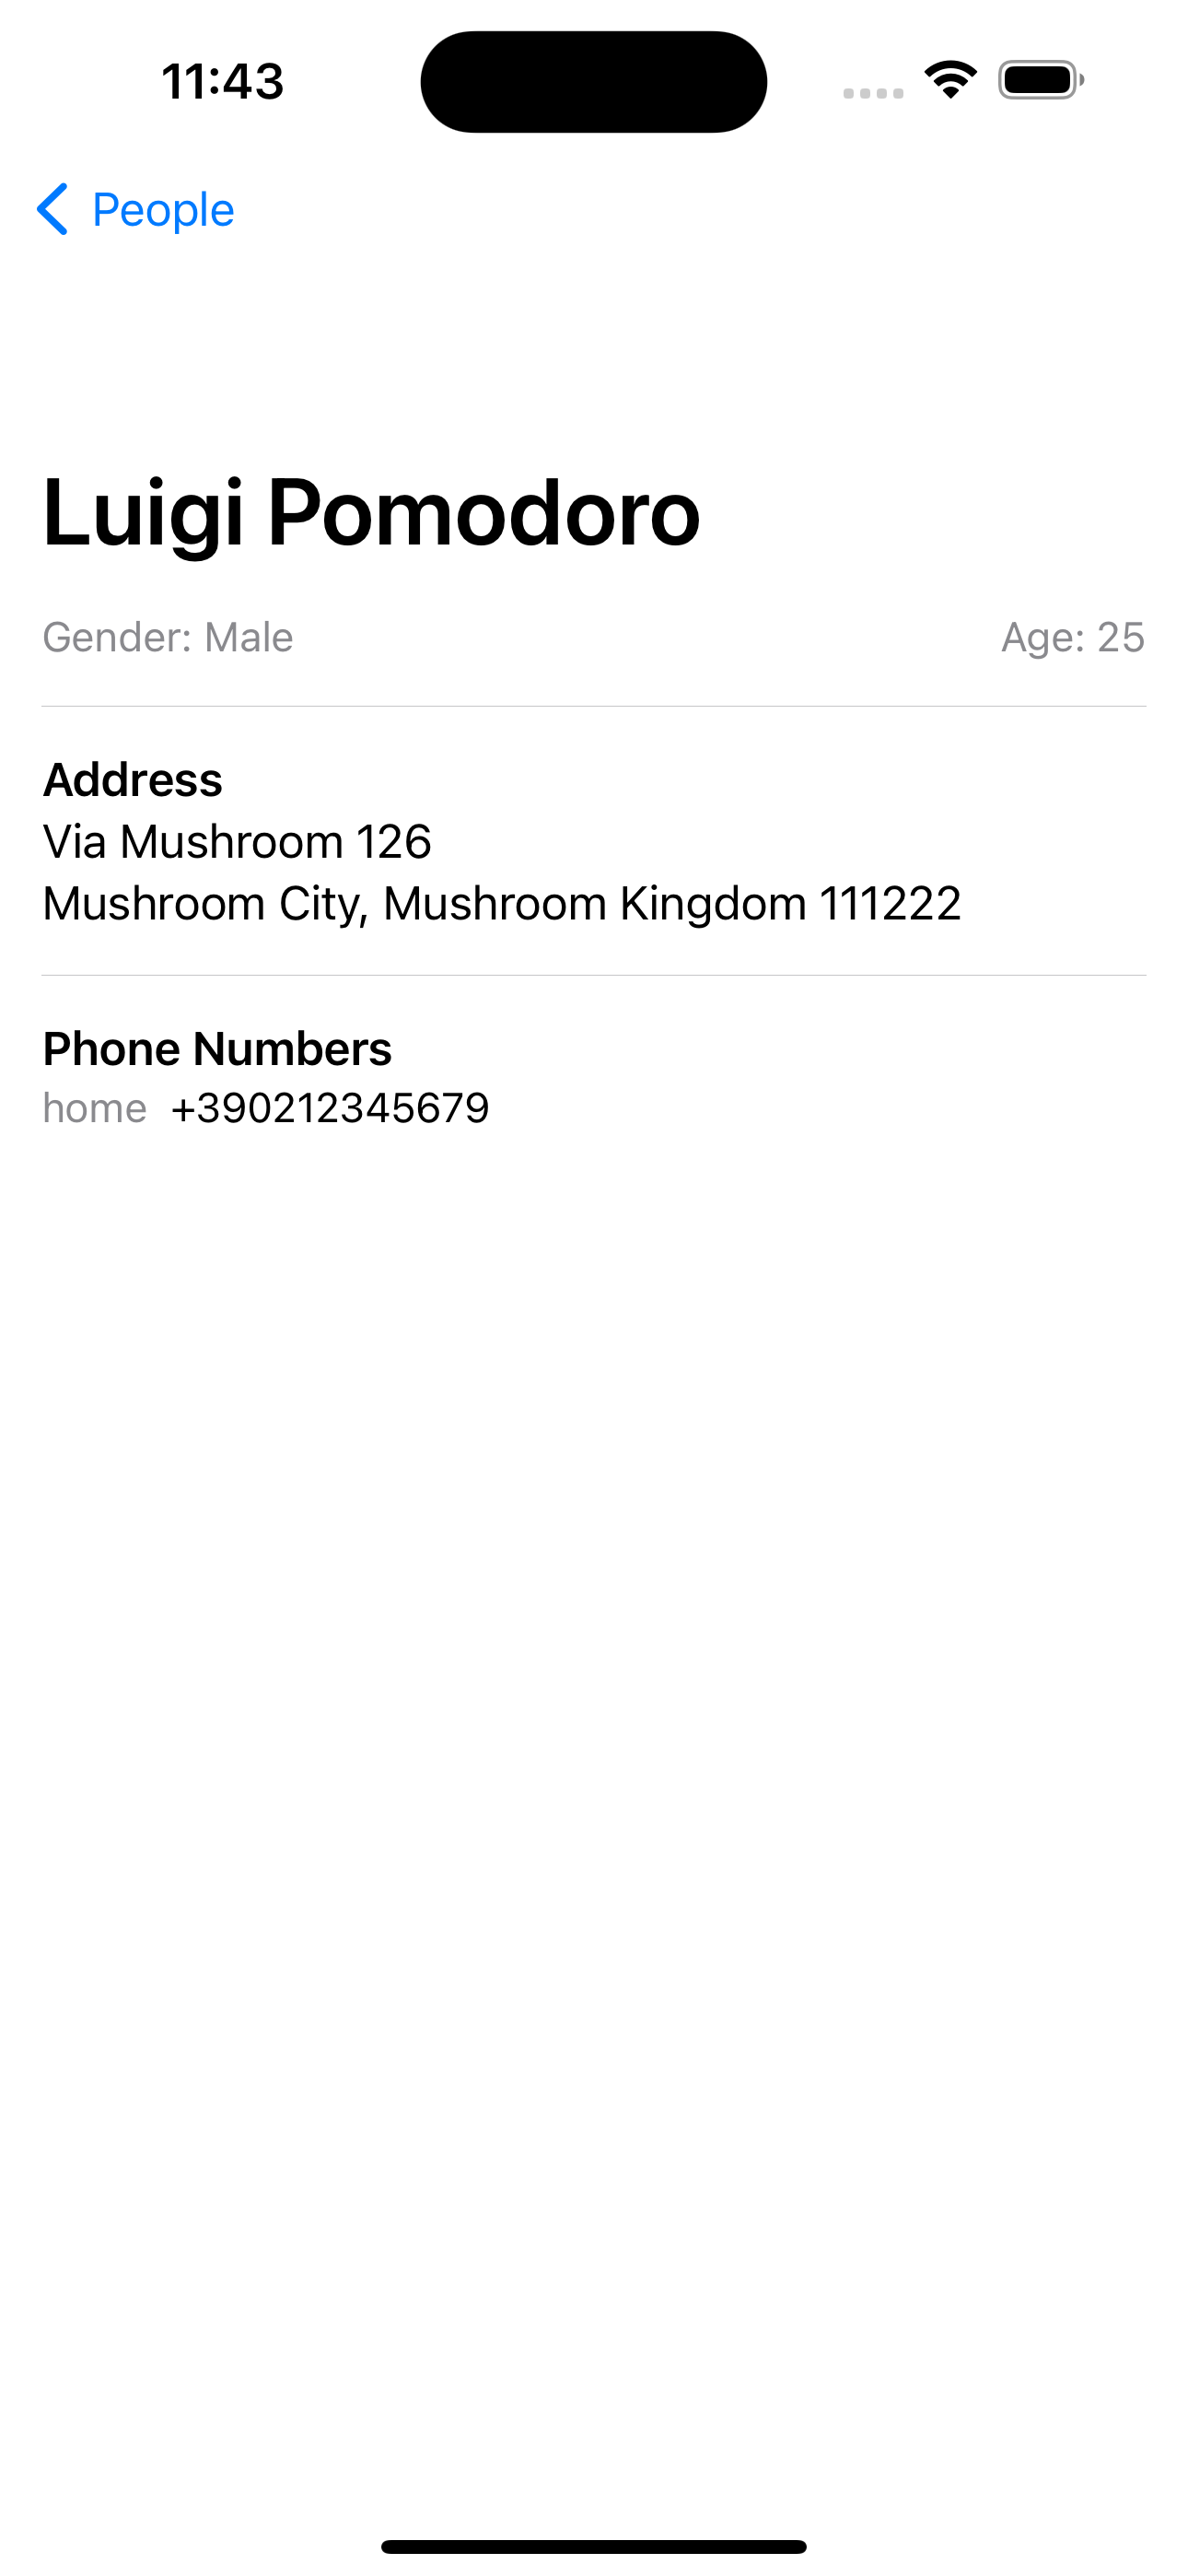 11:43
People
Luigi Pomodoro
Gender: Male Age: 25
Address
Via Mushroom 126
Mushroom City, Mushroom Kingdom 111222
Phone Numbers
home +390212345679